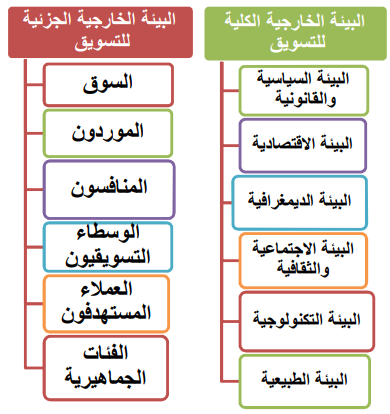 البيئة الخارجية الكلية
للتسويق
البيئة السياسية
والقانونية
البيئة الاقتصادية
البيئة الديمغرافية
البيئة الاجتماعية
والثقافية
البيئة التكنولوجية
البيئة الطبيعية
البيئة الخارجية الجزئية
للتسويق
السوق
الموردون
المنافسون
الوسطاء
التسويقيون
العملاء
المستهدفون
الفئات
الجماهيرية